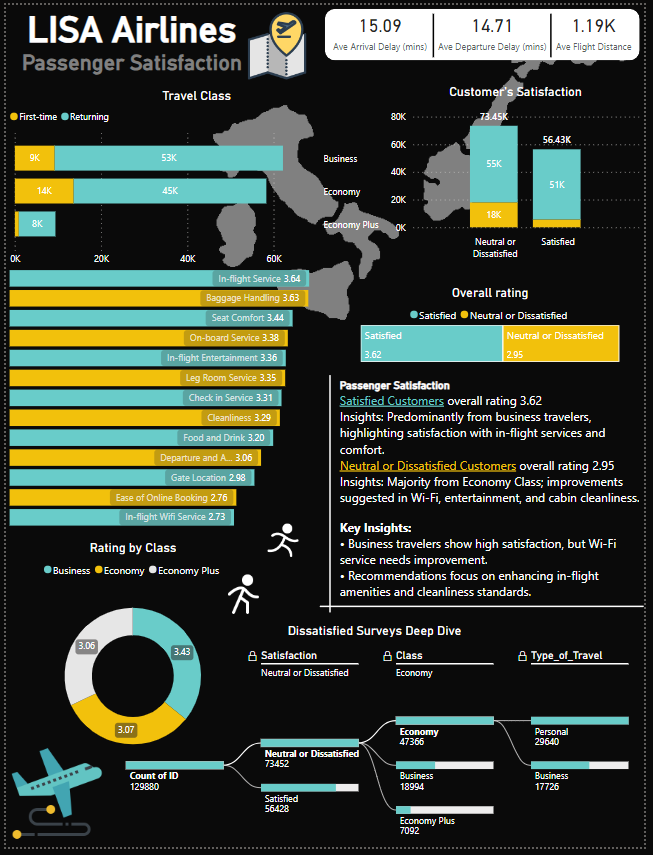 LISA Airlines
Passenger Satisfaction
15.09
Ave Arrival Delay (mins)
14.71
Ave Departure Delay (mins)
1.19K
Ave Flight Distance
Travel Class
First-time
Returning
9K
53K
Business
14K
45K
Economy
8K
Economy Plus
0K
20K
40K
60K
Customer's Satisfaction
80K
60K
40K
20K
0K
73.45K
55K
18K
56.43K
51K
Neutral or
Dissatisfied
Satisfied
In-flight Service 3.64
Baggage Handling 3.63
Seat Comfort 3.44
On-board Service 3.38
In-flight Entertainment 3.36
Leg Room Service 3.35
Check in Service 3.31
Cleanliness 3.29
Food and Drink 3.20
Departure and A... 3.06
Gate Location 2.98
Ease of Online Booking 2.76
In-flight Wifi Service 2.73
Overall rating
Satisfied
Neutral or Dissatisfied
Satisfied
3.62
Neutral or Dissatisfied
2.95
Passenger Satisfaction
Satisfied Customers overall rating 3.62
Insights: Predominantly from business travelers,
highlighting satisfaction with in-flight services and
comfort.
Neutral or Dissatisfied Customers overall rating 2.95
Insights: Majority from Economy Class; improvements
suggested in Wi-Fi, entertainment, and cabin cleanliness.
Key Insights:
• Business travelers show high satisfaction, but Wi-Fi
service needs improvement.
• Recommendations focus on enhancing in-flight
amenities and cleanliness standards.
Rating by Class
Business
Economy
Economy Plus
3.06
3.43
3.07
Dissatisfied Surveys Deep Dive
Satisfaction
Neutral or Dissatisfied
Class
Economy
Type_of_Travel
Count of ID
129880
Neutral or Dissatisfied
73452
Satisfied
56428
Economy
47366
Business
18994
Economy Plus
7092
Personal
29640
Business
17726